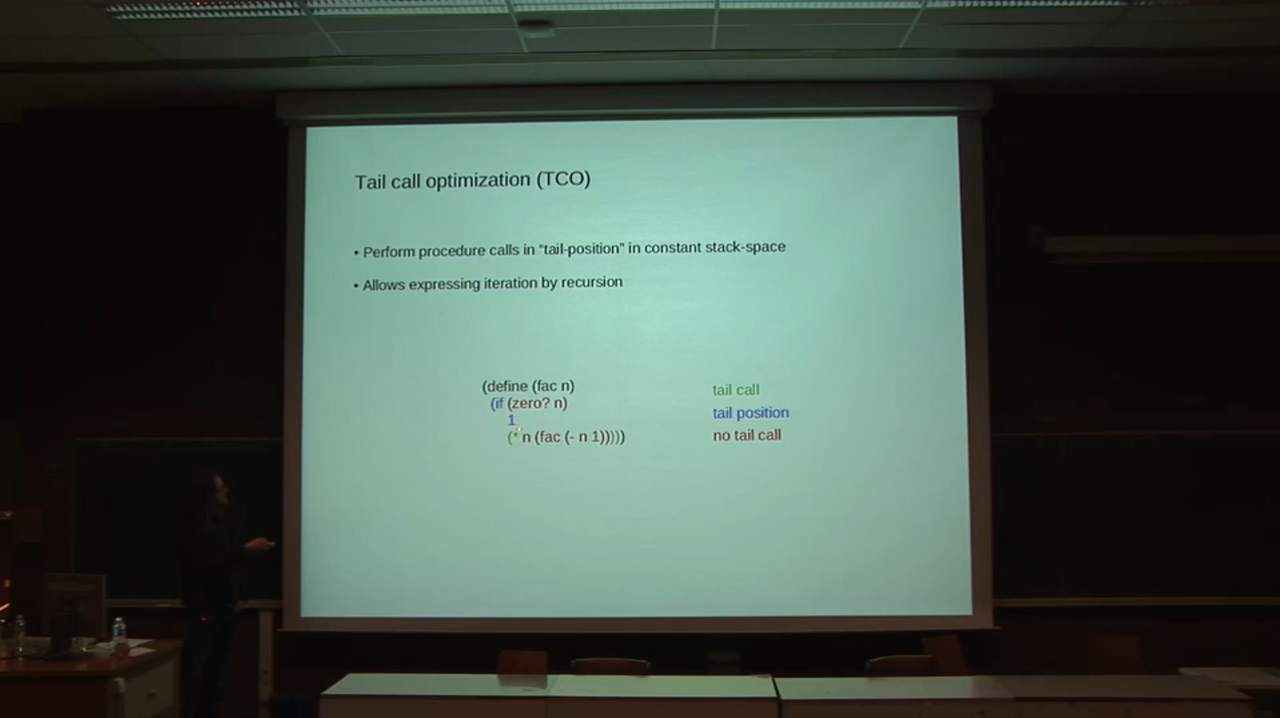 Tail call optimization (TCO)
• Perform procedure calls in “tail-position” in constant stack-space
• Allows expressing iteration by recursion
(define (fac n)
(if (zero? n)
1
(* n (fac (- n 1)))))
tail call
tail position
no tail call